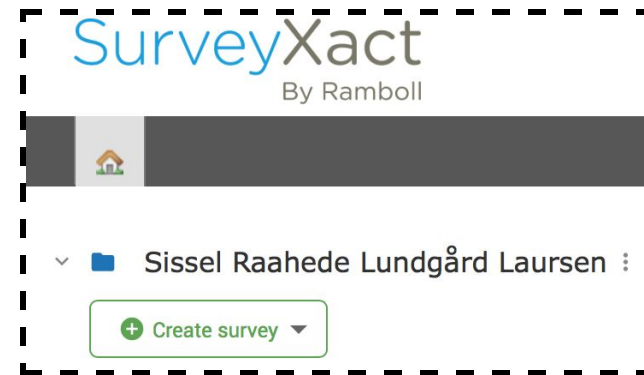 SurveyXact
By Ramboll
Sissel Raahede Lundgård Laursen
Create survey